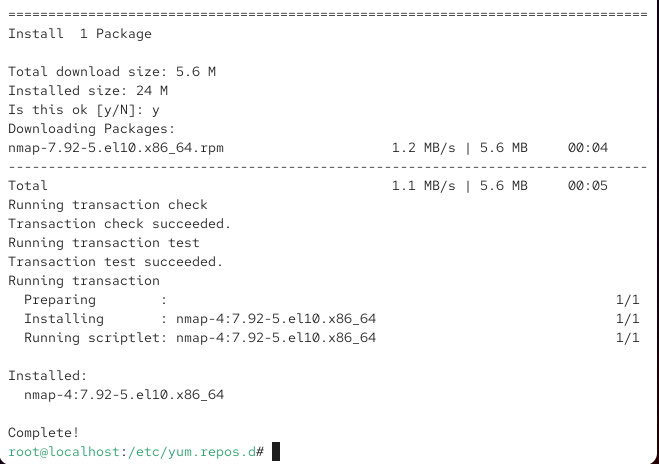 ================================================================================
Install  1 Package

Total download size: 5.6 M
Installed size: 24 M
Is this ok [y/N]: y
Downloading Packages:
nmap-7.92-5.el10.x86_64.rpm                     1.2 MB/s | 5.6 MB     00:04
--------------------------------------------------------------------------------
Total                                           1.1 MB/s | 5.6 MB     00:05
Running transaction check
Transaction check succeeded.
Running transaction test
Transaction test succeeded.
Running transaction
  Preparing        :                                                        1/1
  Installing       : nmap-4:7.92-5.el10.x86_64                              1/1
  Running scriptlet: nmap-4:7.92-5.el10.x86_64                              1/1

Installed:
  nmap-4:7.92-5.el10.x86_64

Complete!
root@localhost:/etc/yum.repos.d#